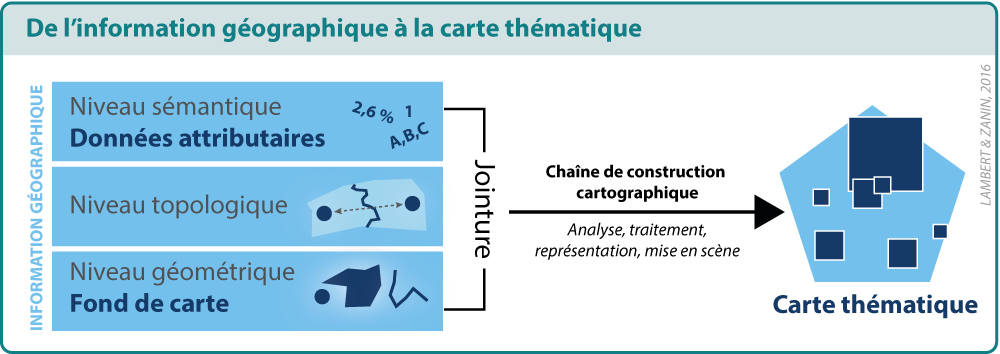 De l’information géographique à la carte thématique
INFORMATION GÉOGRAPHIQUE
Niveau sémantique
Données attributaires
2,6 %
1
A,B,C
Niveau topologique
Niveau géométrique
Fond de carte
Jointure
Chaîne de construction
cartographique
Analyse, traitement,
représentation, mise en scène
Carte thématique
LAMBERT & ZANIN, 2016